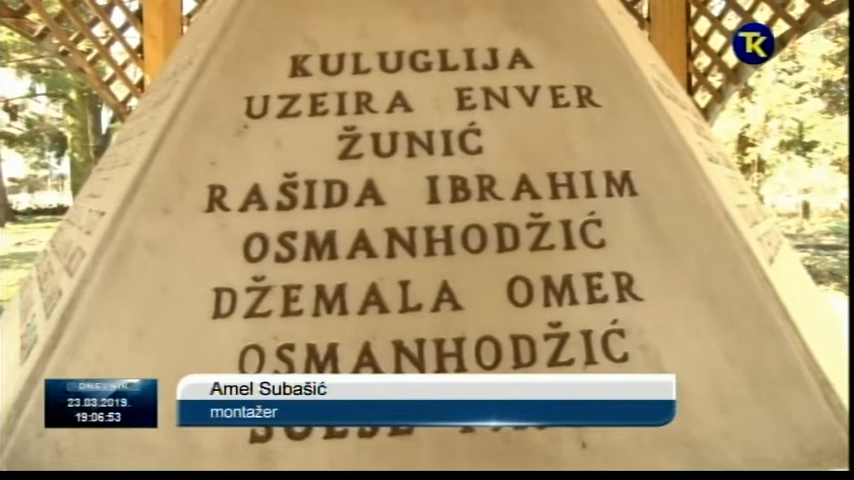 TK
KULUGLIJA
UZEIRA ENVER
ŽUNIĆ
RAŠIDA IBRAHIM
OSMANHODŽIĆ
DŽEMALA OMER
OSMANHODŽIĆ
DNEVNIK
23.03.2019.
19:06:53
Amel Subašić
montažer